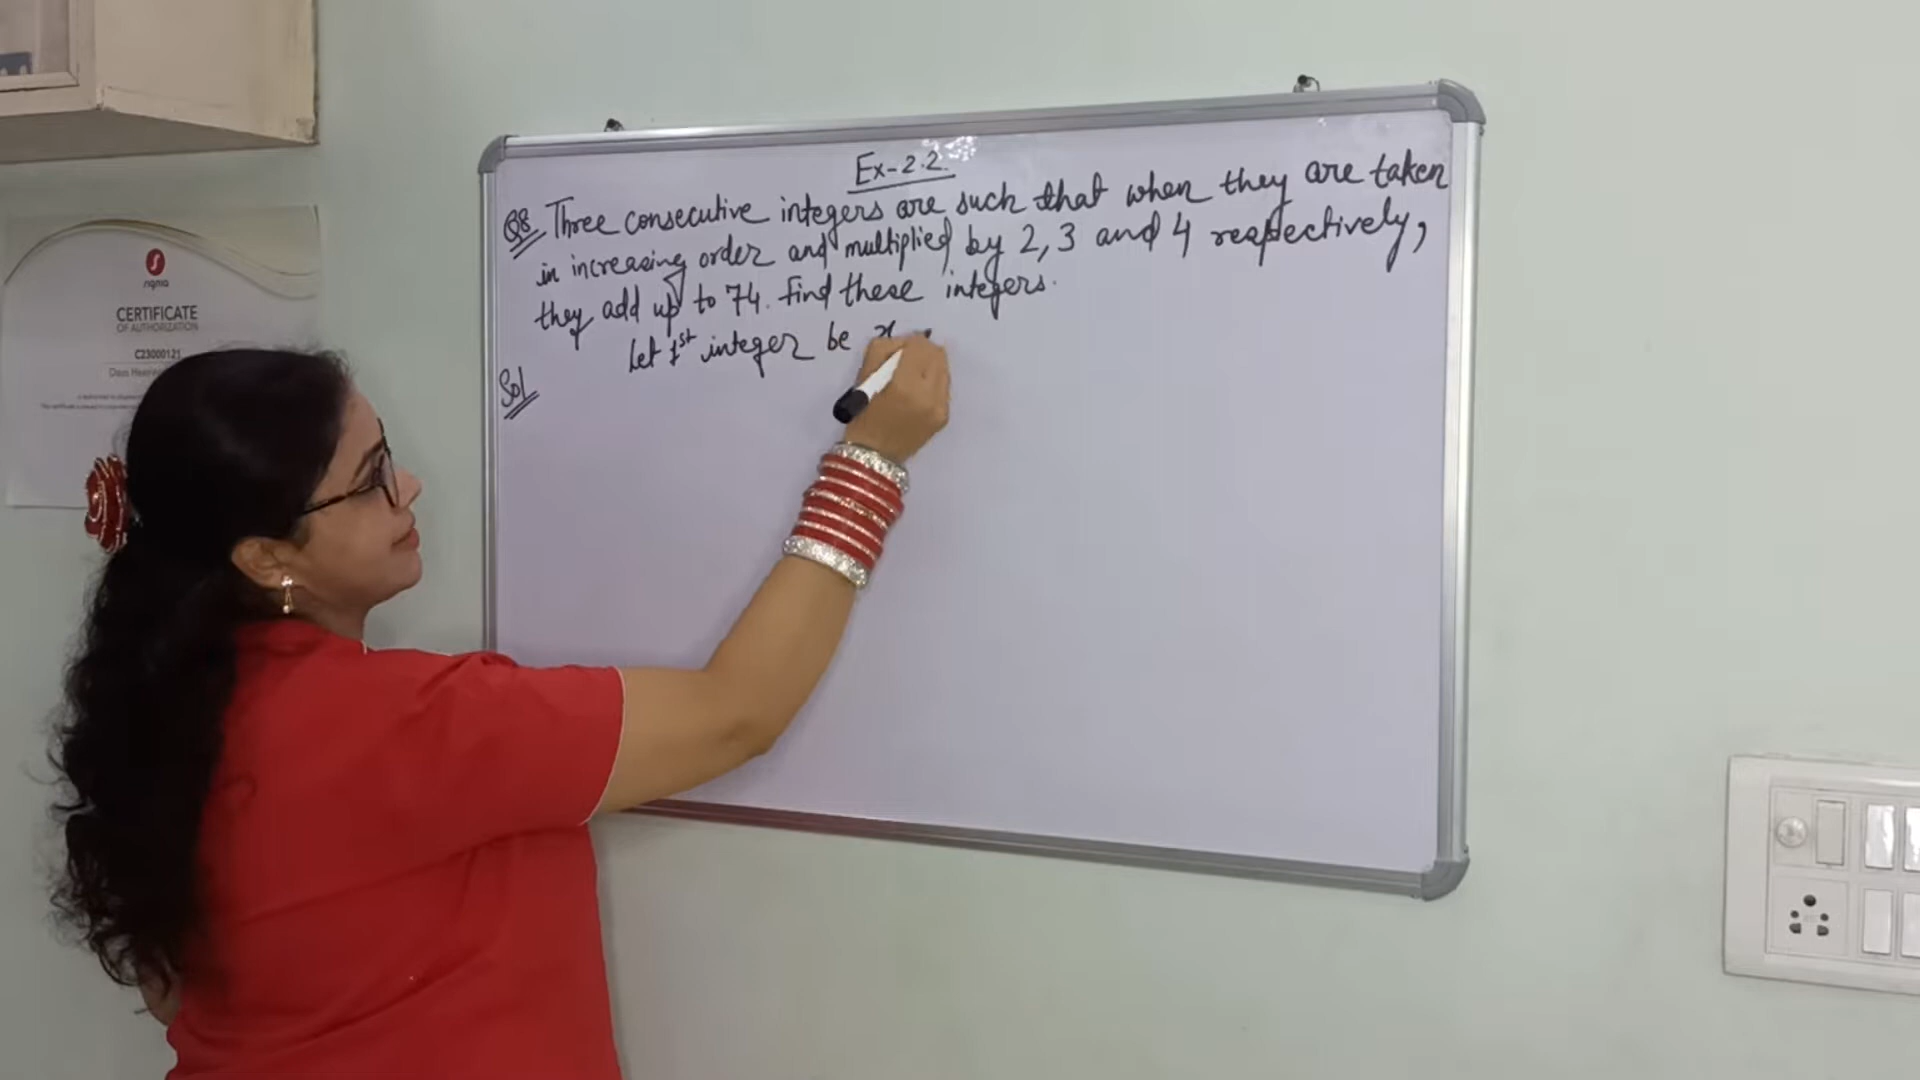 signia
CERTIFICATE
OF AUTHORIZATION
C23000121
Ex-2.2.
Q8. Three consecutive integers are such that when they are taken
in increasing order and multiplied by 2, 3 and 4 respectively,
they add up to 74. Find these integers.
Sol Let 1st integer be x